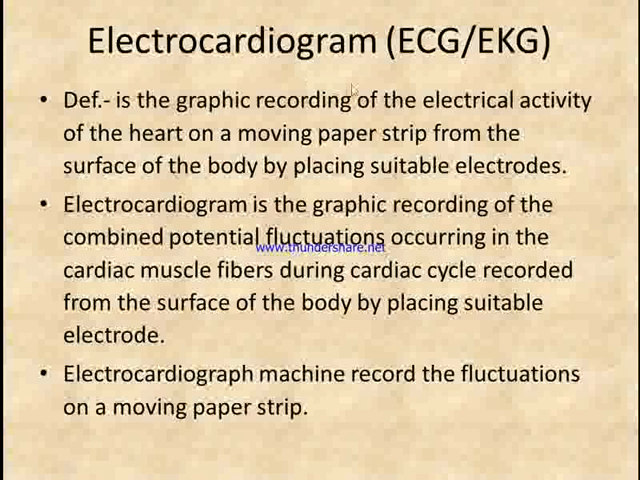 Electrocardiogram (ECG/EKG)
• Def.- is the graphic recording of the electrical activity
of the heart on a moving paper strip from the
surface of the body by placing suitable electrodes.
• Electrocardiogram is the graphic recording of the
combined potential fluctuations occurring in the
www.thundershare.net
cardiac muscle fibers during cardiac cycle recorded
from the surface of the body by placing suitable
electrode.
• Electrocardiograph machine record the fluctuations
on a moving paper strip.